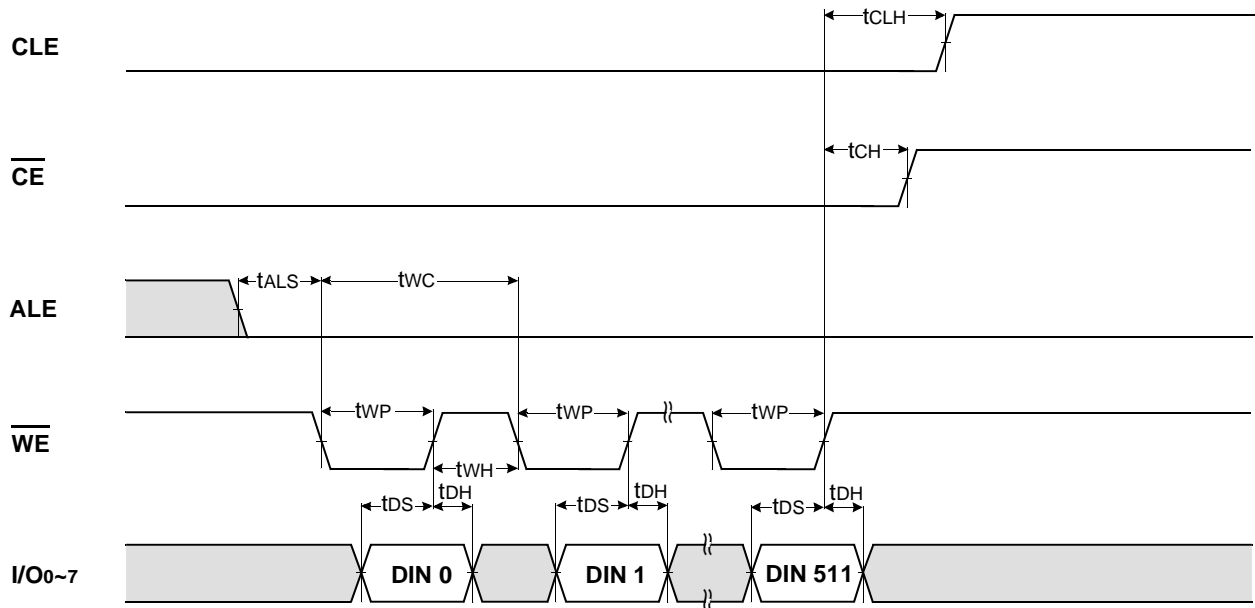 CLE
tCLH
CE
tCH
ALE
tALS
tWC
WE
tWP
tWP
tWP
tWH
tDS
tDH
tDS
tDH
tDS
tDH
I/O0~7
DIN 0
DIN 1
DIN 511